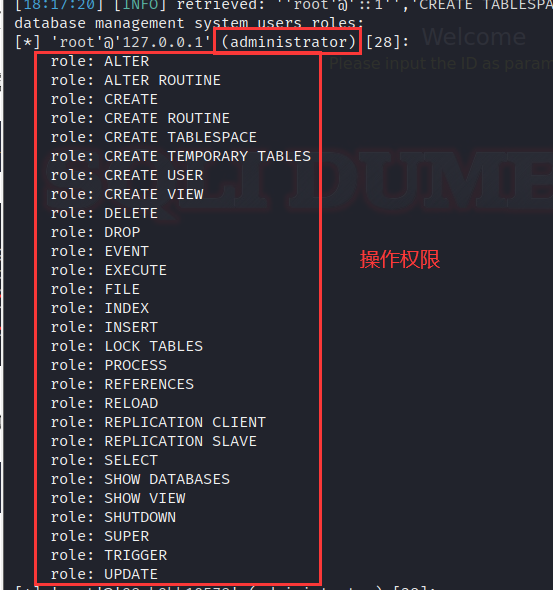 [18:17:20] [INFO] retrieved: ''root'@'::1'','CREATE TABLESPA
database management system users roles:
[*] 'root'@'127.0.0.1' (administrator) [28]:
Welcome
Please input the ID as param
role: ALTER
role: ALTER ROUTINE
role: CREATE
role: CREATE ROUTINE
role: CREATE TABLESPACE
role: CREATE TEMPORARY TABLES
role: CREATE USER
role: CREATE VIEW
role: DELETE
role: DROP
role: EVENT
role: EXECUTE
操作权限
role: FILE
role: INDEX
role: INSERT
role: LOCK TABLES
role: PROCESS
role: REFERENCES
role: RELOAD
role: REPLICATION CLIENT
role: REPLICATION SLAVE
role: SELECT
role: SHOW DATABASES
role: SHOW VIEW
role: SHUTDOWN
role: SUPER
role: TRIGGER
role: UPDATE